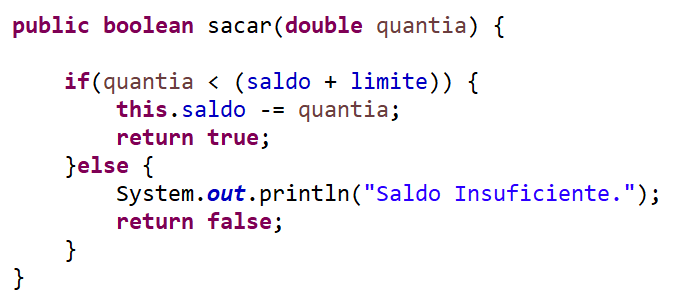 public boolean sacar(double quantia) {
if(quantia < (saldo + limite)) {
this.saldo -= quantia;
return true;
}else {
System.out.println("Saldo Insuficiente.");
return false;
}
}